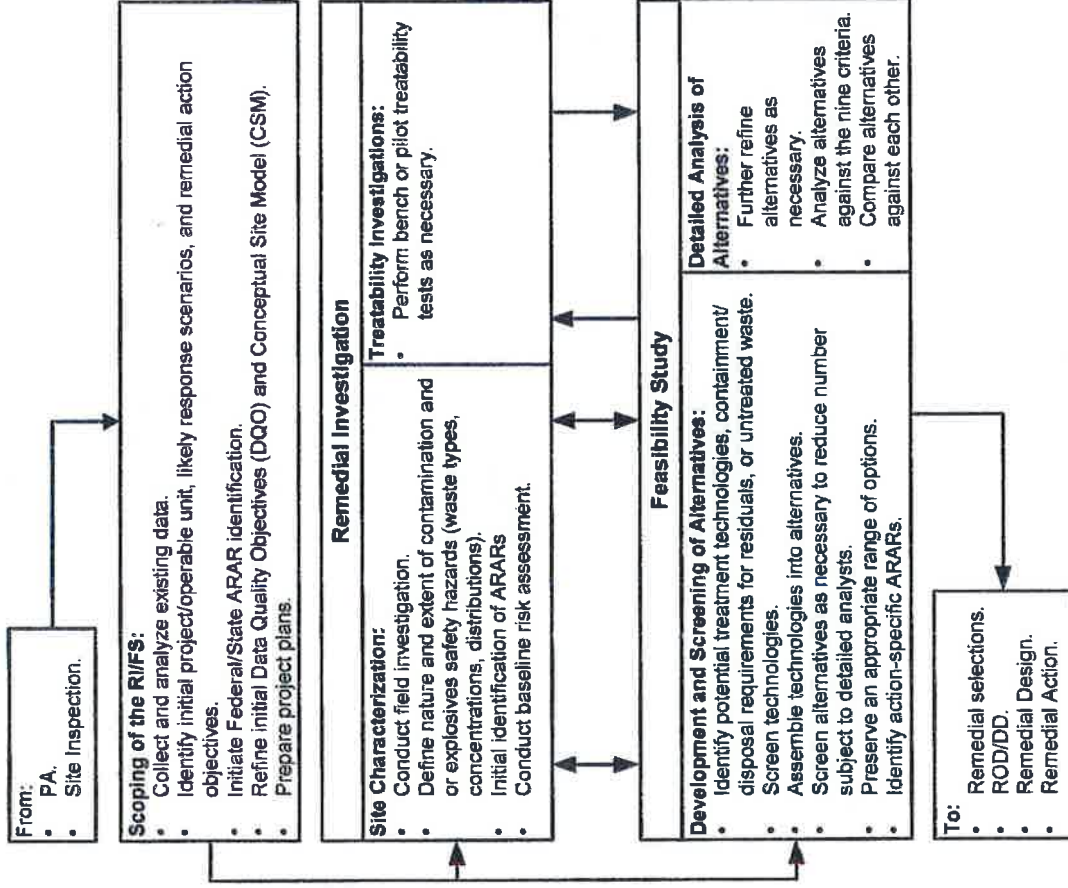 From:
• PA.
• Site Inspection.
Scoping of the RI/FS:
• Collect and analyze existing data.
• Identify initial project/operable unit, likely response scenarios, and remedial action
objectives.
• Initiate Federal/State ARAR identification.
• Refine initial Data Quality Objectives (DQO) and Conceptual Site Model (CSM).
• Prepare project plans.
Remedial Investigation
Site Characterization:
• Conduct field investigation.
• Define nature and extent of contamination and
or explosives safety hazards (waste types,
concentrations, distributions).
• Initial identification of ARARs
• Conduct baseline risk assessment.
Treatability Investigations:
• Perform bench or pilot treatability
tests as necessary.
Feasibility Study
Development and Screening of Alternatives:
• Identify potential treatment technologies, containment/
disposal requirements for residuals, or untreated waste.
• Screen technologies.
• Assemble technologies into alternatives.
• Screen alternatives as necessary to reduce number
subject to detailed analysts.
• Preserve an appropriate range of options.
• Identify action-specific ARARs.
Detailed Analysis of
Alternatives:
• Further refine
alternatives as
necessary.
• Analyze alternatives
against the nine criteria.
• Compare alternatives
against each other.
To:
• Remedial selections.
• ROD/DD.
• Remedial Design.
• Remedial Action.